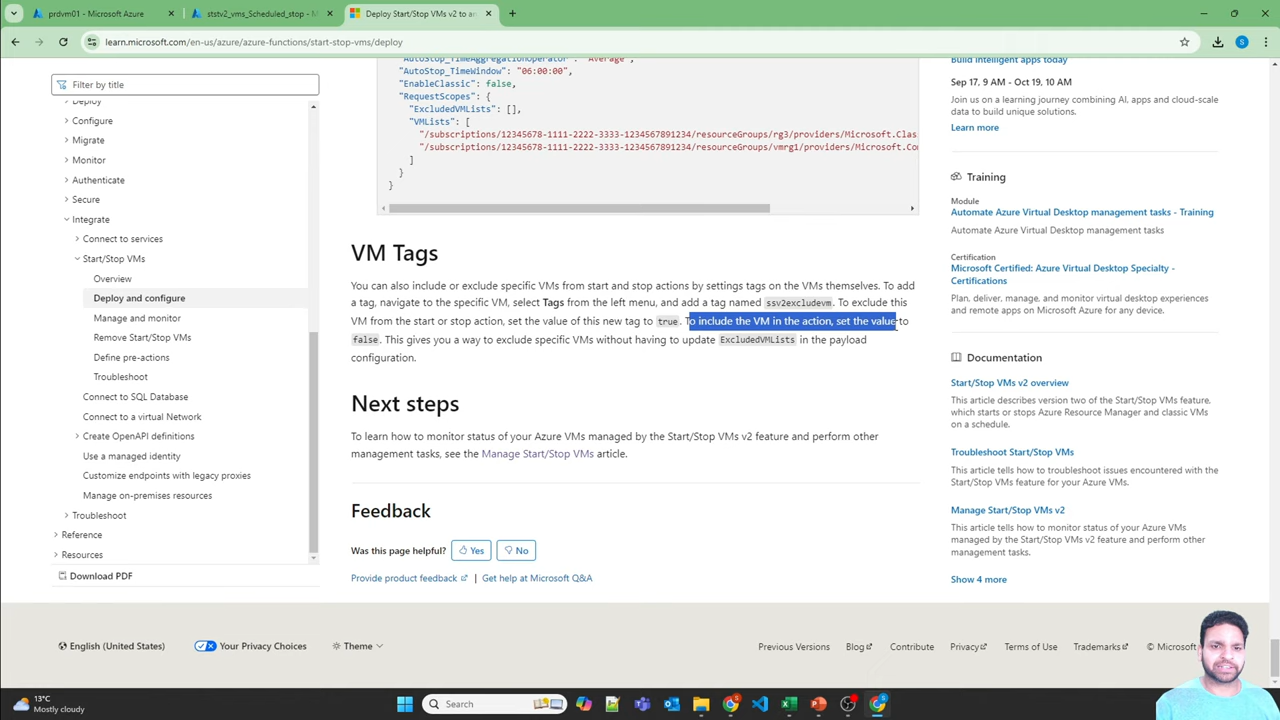 prdvm01 - Microsoft Azure
ststv2_vms_Scheduled_stop - M
Deploy Start/Stop VMs v2 to an
learn.microsoft.com/en-us/azure/azure-functions/start-stop-vms/deploy
Filter by title
Deploy
Configure
Migrate
Monitor
Authenticate
Secure
Integrate
Connect to services
Start/Stop VMs
Overview
Deploy and configure
Manage and monitor
Remove Start/Stop VMs
Define pre-actions
Troubleshoot
Connect to SQL Database
Connect to a virtual Network
Create OpenAPI definitions
Use a managed identity
Customize endpoints with legacy proxies
Manage on-premises resources
Troubleshoot
Reference
Resources
Download PDF
"AutoStop_TimeAggregationOperator": "Average",
"AutoStop_TimeWindow": "06:00:00",
"EnableClassic": false,
"RequestScopes": {
"ExcludedVMLists": [],
"VMLists": [
"/subscriptions/12345678-1111-2222-3333-1234567891234/resourceGroups/rg3/providers/Microsoft.Clas
"/subscriptions/12345678-1111-2222-3333-1234567891234/resourceGroups/vmrg1/providers/Microsoft.Co
]
}
}
VM Tags
You can also include or exclude specific VMs from start and stop actions by settings tags on the VMs themselves. To add
a tag, navigate to the specific VM, select Tags from the left menu, and add a tag named ssv2excludevm. To exclude this
VM from the start or stop action, set the value of this new tag to true. To include the VM in the action, set the value to
false. This gives you a way to exclude specific VMs without having to update ExcludedVMLists in the payload
configuration.
Next steps
To learn how to monitor status of your Azure VMs managed by the Start/Stop VMs v2 feature and perform other
management tasks, see the Manage Start/Stop VMs article.
Feedback
Was this page helpful? Yes No
Provide product feedback | Get help at Microsoft Q&A
Build intelligent apps today
Sep 17, 9 AM - Oct 19, 10 AM
Join us on a learning journey combining AI, apps and cloud-scale
data to build unique solutions.
Learn more
Training
Module
Automate Azure Virtual Desktop management tasks - Training
Automate Azure Virtual Desktop management tasks
Certification
Microsoft Certified: Azure Virtual Desktop Specialty -
Certifications
Plan, deliver, manage, and monitor virtual desktop experiences
and remote apps on Microsoft Azure for any device.
Documentation
Start/Stop VMs v2 overview
This article describes version two of the Start/Stop VMs feature,
which starts or stops Azure Resource Manager and classic VMs
on a schedule.
Troubleshoot Start/Stop VMs
This article tells how to troubleshoot issues encountered with the
Start/Stop VMs feature for your Azure VMs.
Manage Start/Stop VMs v2
This article tells how to monitor status of your Azure VMs
managed by the Start/Stop VMs v2 feature and perform other
management tasks.
Show 4 more
English (United States)
Your Privacy Choices
Theme
Previous Versions
Blog
Contribute
Privacy
Terms of Use
Trademarks
© Microsoft
13°C
Mostly cloudy
Search